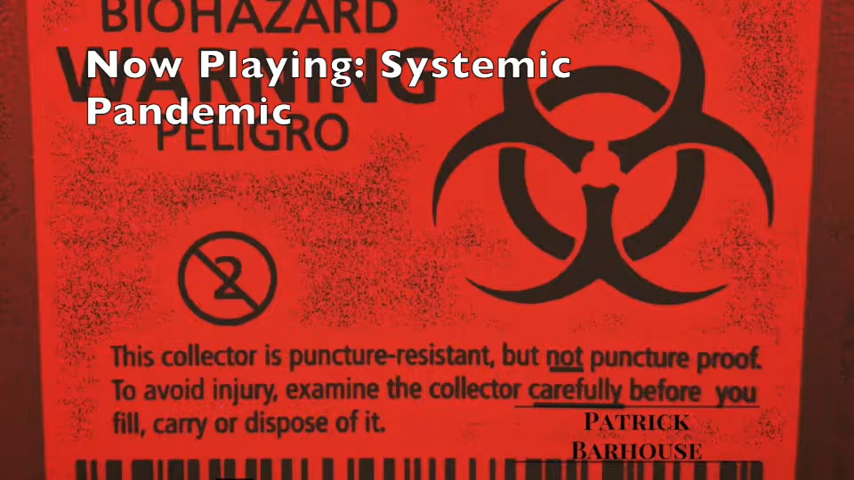 BIOHAZARD
WARNING
Now Playing: Systemic
Pandemic
PELIGRO
2
This collector is puncture-resistant, but not puncture proof.
To avoid injury, examine the collector carefully before you
fill, carry or dispose of it.
PATRICK
BARHOUSE